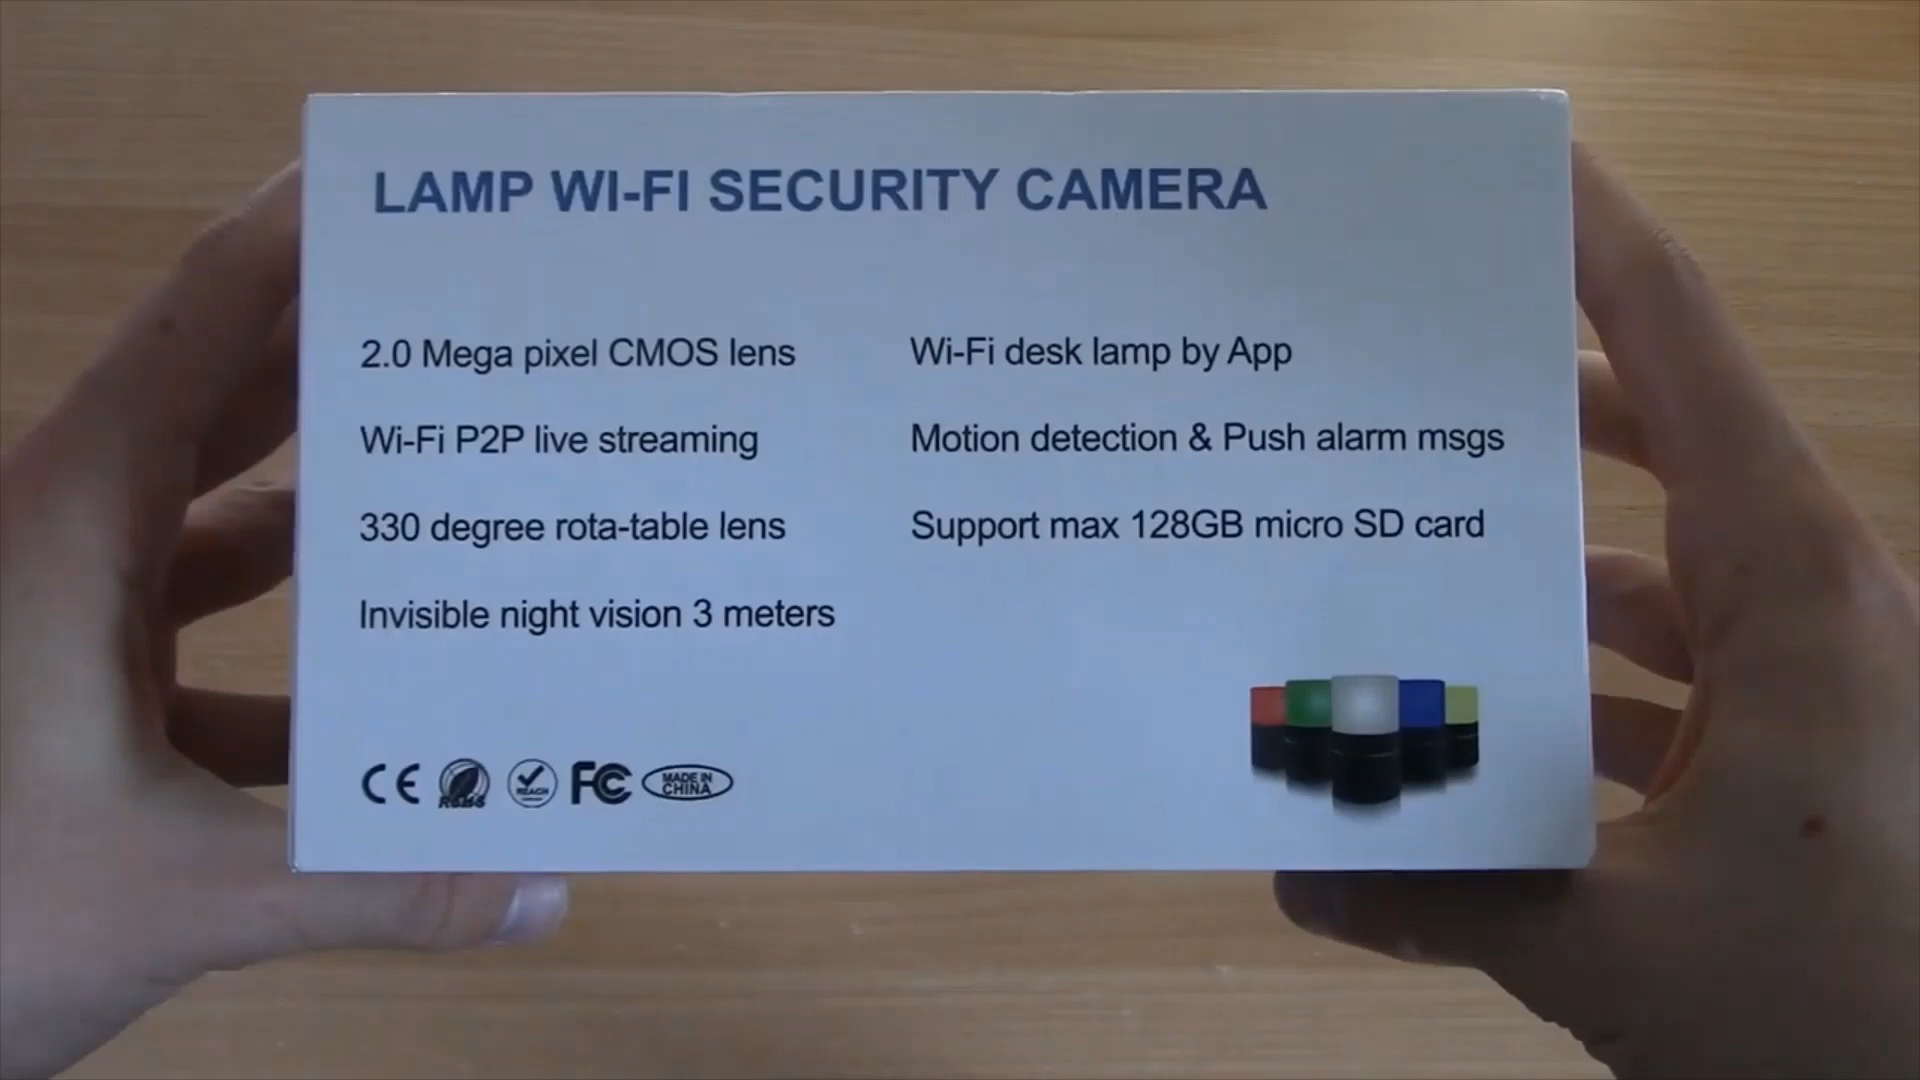 LAMP WI-FI SECURITY CAMERA
2.0 Mega pixel CMOS lens
Wi-Fi P2P live streaming
330 degree rota-table lens
Invisible night vision 3 meters
Wi-Fi desk lamp by App
Motion detection & Push alarm msgs
Support max 128GB micro SD card
CE RoHS REACH FC MADE IN CHINA